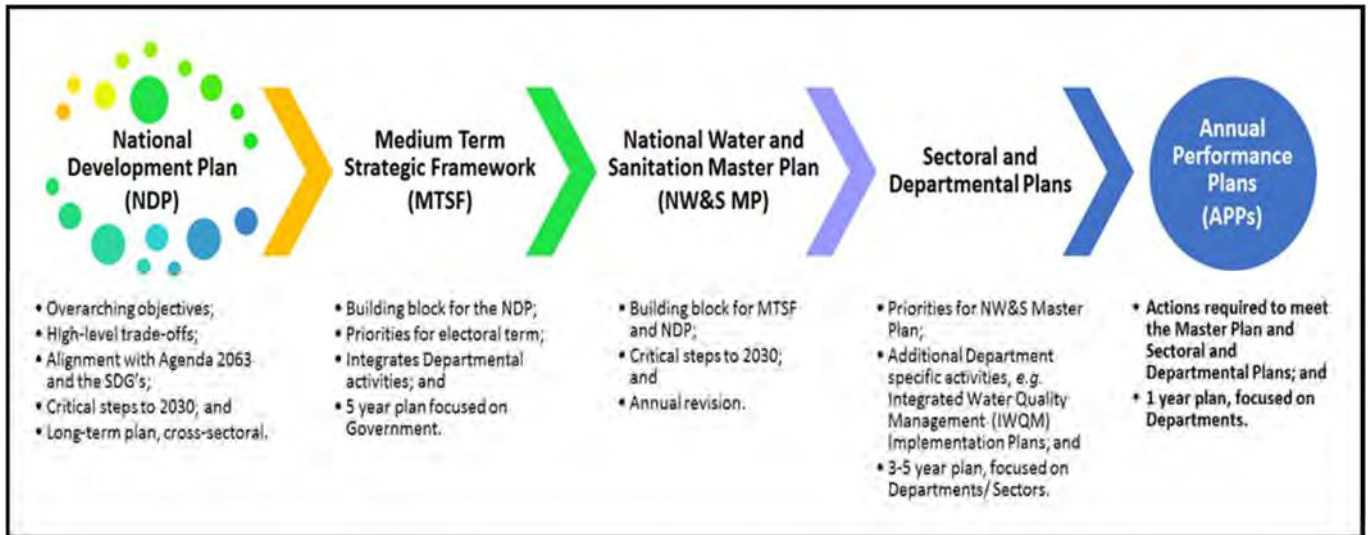 National
Development Plan
(NDP)
• Overarching objectives;
• High-level trade-offs;
• Alignment with Agenda 2063
and the SDG's;
• Critical steps to 2030; and
• Long-term plan, cross-sectoral.
Medium Term
Strategic Framework
(MTSF)
• Building block for the NDP;
• Priorities for electoral term;
• Integrates Departmental
activities; and
• 5 year plan focused on
Government.
National Water and
Sanitation Master Plan
(NW&S MP)
• Building block for MTSF
and NDP;
• Critical steps to 2030;
and
• Annual revision.
Sectoral and
Departmental Plans
• Priorities for NW&S Master
Plan;
• Additional Department
specific activities, e.g.
Integrated Water Quality
Management (IWQM)
Implementation Plans; and
• 3-5 year plan, focused on
Departments/ Sectors.
Annual
Performance
Plans
(APPs)
• Actions required to meet
the Master Plan and
Sectoral and
Departmental Plans; and
• 1 year plan, focused on
Departments.